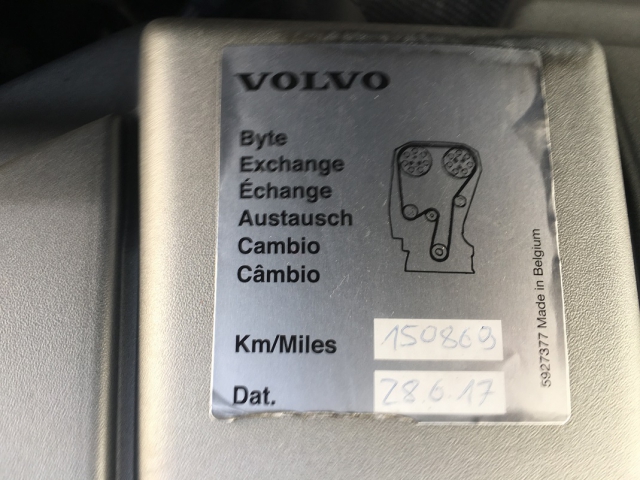 VOLVO
Byte
Exchange
Échange
Austausch
Cambio
Câmbio
Km/Miles 150869
Dat. 28.6.17
5927377 Made in Belgium